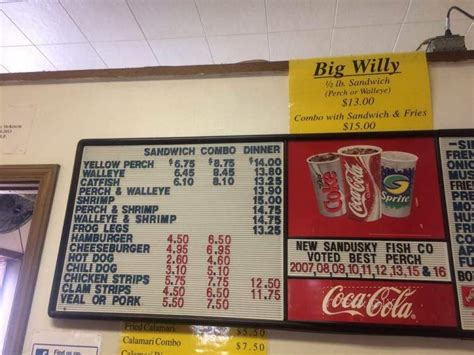 Big Willy
½ lb. Sandwich
(Perch or Walleye)
$13.00
Combo with Sandwich & Fries
$15.00
SANDWICH COMBO DINNER
YELLOW PERCH $6.75 $8.75 $14.00
WALLEYE 6.45 8.45 13.80
CATFISH 6.10 8.10 13.25
PERCH & WALLEYE 13.90
SHRIMP 15.00
PERCH & SHRIMP 14.75
WALLEYE & SHRIMP 14.75
FROG LEGS 13.25
HAMBURGER 4.50 6.50
CHEESEBURGER 4.95 6.95
HOT DOG 2.60 4.60
CHILI DOG 3.10 5.10
CHICKEN STRIPS 5.75 7.75 12.50
CLAM STRIPS 4.50 6.50 11.75
VEAL OR PORK 5.50 7.50
Coke
Coca-Cola
Sprite
NEW SANDUSKY FISH CO
VOTED BEST PERCH
2007,08,09,10,11,12,13,15 & 16
Coca-Cola
Fried Calamari $5.50
Calamari Combo $7.50
Find us on: